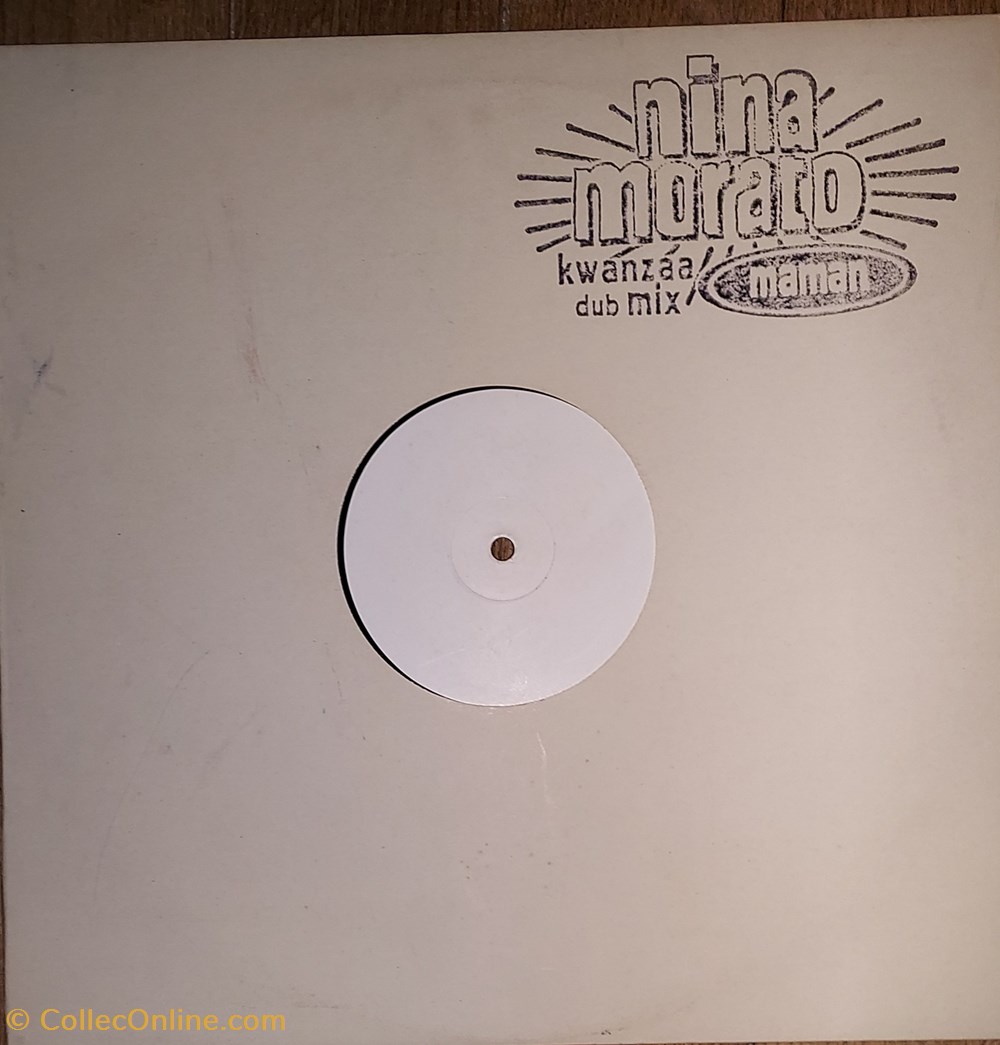 nina
morato
kwanzaa
dub mix
maman
© CollecOnline.com